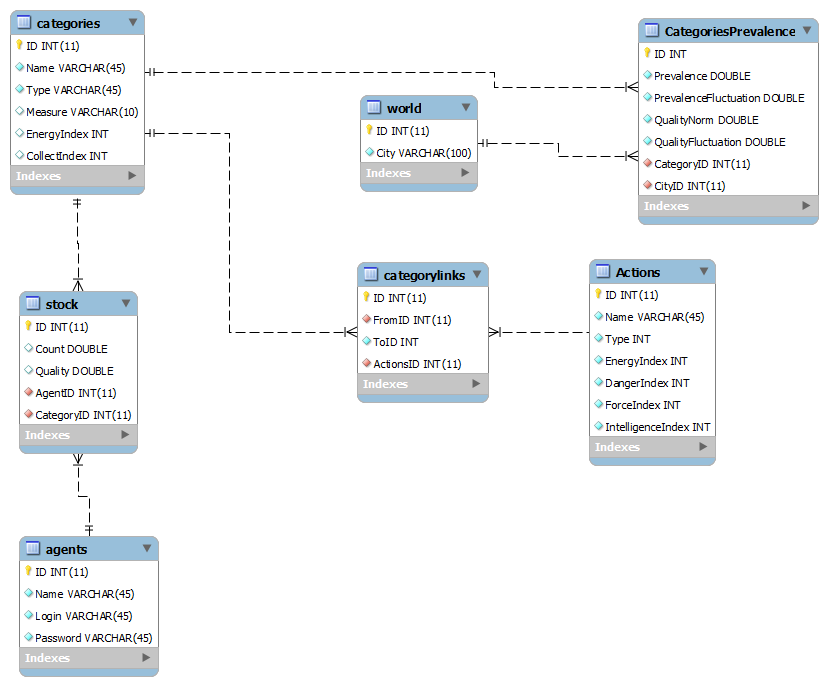 categories
ID INT(11)
Name VARCHAR(45)
Type VARCHAR(45)
Measure VARCHAR(10)
EnergyIndex INT
CollectIndex INT
Indexes
CategoriesPrevalence
ID INT
Prevalence DOUBLE
PrevalenceFluctuation DOUBLE
QualityNorm DOUBLE
QualityFluctuation DOUBLE
CategoryID INT(11)
CityID INT(11)
Indexes
world
ID INT(11)
City VARCHAR(100)
Indexes
categorylinks
ID INT(11)
FromID INT(11)
ToID INT
ActionsID INT(11)
Indexes
Actions
ID INT(11)
Name VARCHAR(45)
Type INT
EnergyIndex INT
DangerIndex INT
ForceIndex INT
IntelligenceIndex INT
Indexes
stock
ID INT(11)
Count DOUBLE
Quality DOUBLE
AgentID INT(11)
CategoryID INT(11)
Indexes
agents
ID INT(11)
Name VARCHAR(45)
Login VARCHAR(45)
Password VARCHAR(45)
Indexes